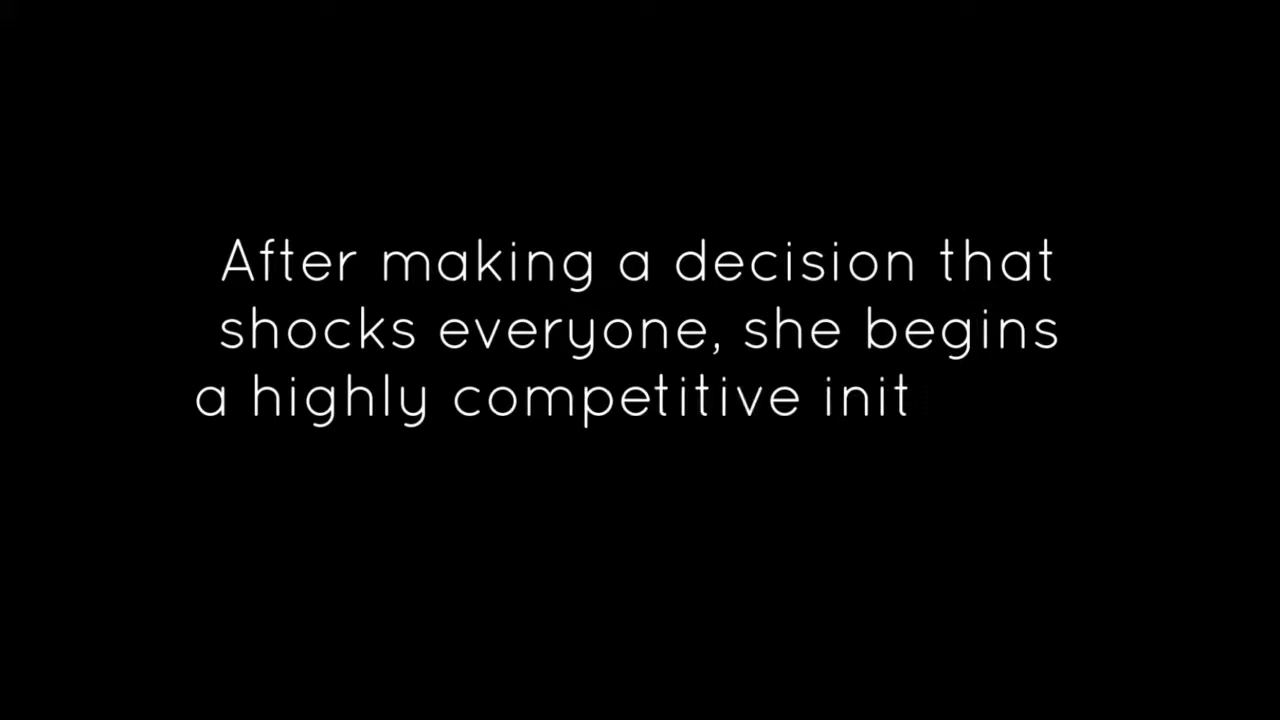 After making a decision that
shocks everyone, she begins
a highly competitive init